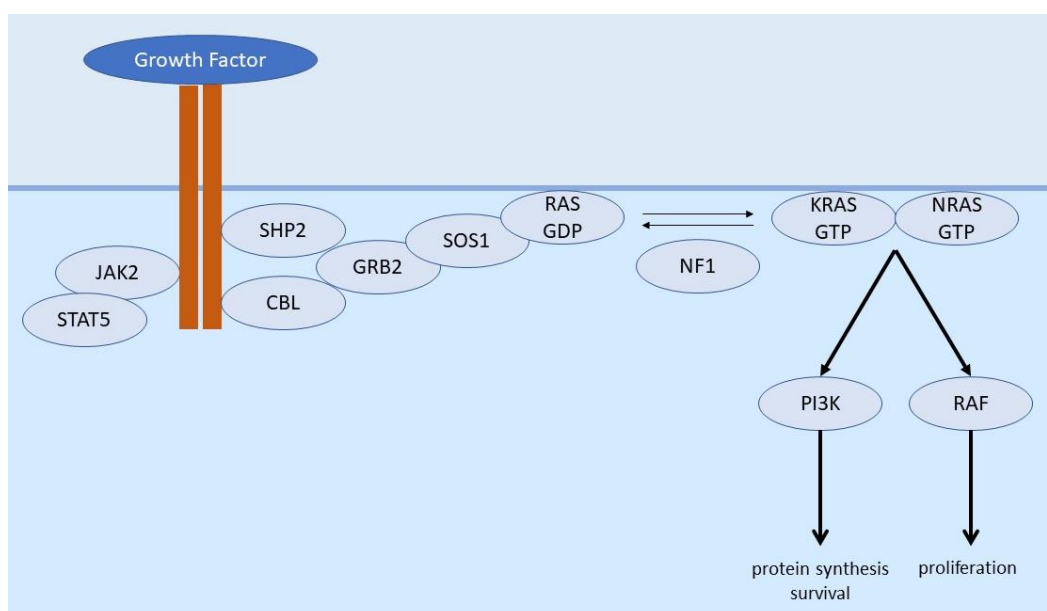 Growth Factor
SHP2
JAK2
STAT5
CBL
GRB2
SOS1
RAS
GDP
NF1
KRAS
GTP
NRAS
GTP
PI3K
RAF
protein synthesis
survival
proliferation